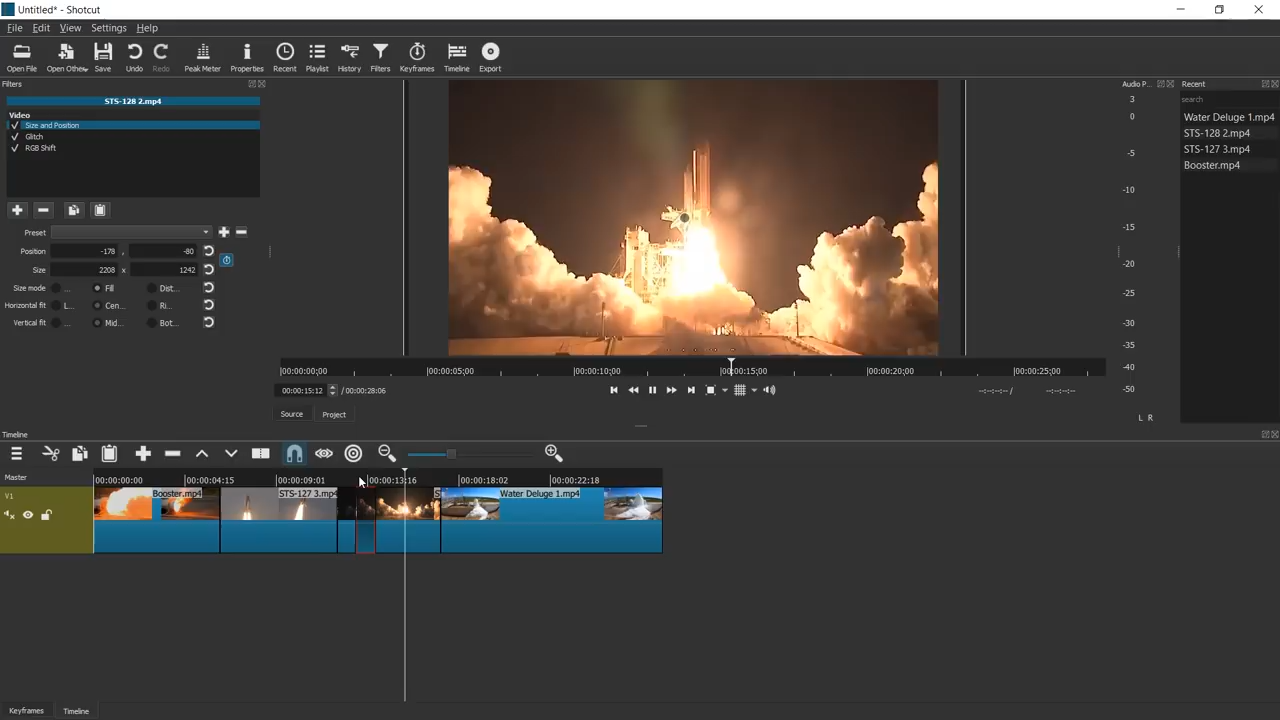 Untitled* - Shotcut
File Edit View Settings Help
Open File Open Other Save Undo Redo Peak Meter Properties Recent Playlist History Filters Keyframes Timeline Export
Filters
STS-128 2.mp4
Video
Size and Position
Glitch
RGB Shift
Preset
Position -178 , -80
Size 2208 x 1242
Size mode ... Fill Dist...
Horizontal fit L... Cen... Ri...
Vertical fit ... Mid... Bot...
Audio P...
3
0
-5
-10
-15
-20
-25
-30
-35
-40
-50
L R
Recent
search
Water Deluge 1.mp4
STS-128 2.mp4
STS-127 3.mp4
Booster.mp4
00:00:00;00 00:00:05;00 00:00:10;00 00:00:15;00 00:00:20;00 00:00:25;00
00:00:15:12 / 00:00:28:06
--:--:--:-- / --:--:--:--
Source Project
Timeline
Master 00:00:00:00 00:00:04:15 00:00:09:01 00:00:13:16 00:00:18:02 00:00:22:18
V1 Booster.mp4 STS-127 3.mp4 S Water Deluge 1.mp4
Keyframes Timeline